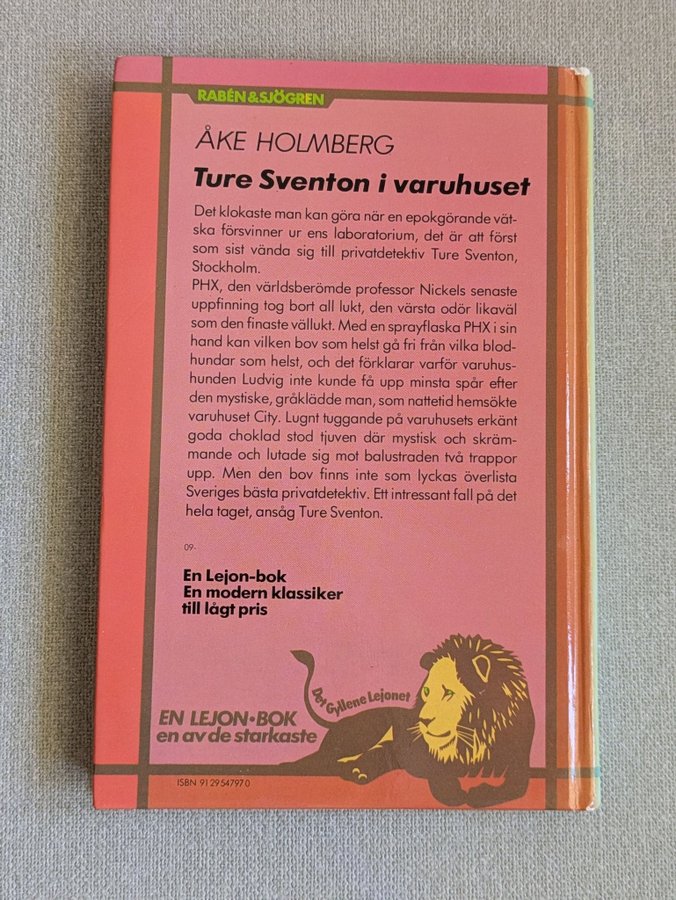 RABÉN & SJÖGREN
ÅKE HOLMBERG
Ture Sventon i varuhuset
Det klokaste man kan göra när en epokgörande vät-
ska försvinner ur ens laboratorium, det är att först
som sist vända sig till privatdetektiv Ture Sventon,
Stockholm.
PHX, den världsberömde professor Nickels senaste
uppfinning tog bort all lukt, den värsta odör likaväl
som den finaste vällukt. Med en sprayflaska PHX i sin
hand kan vilken bov som helst gå fri från vilka blod-
hundar som helst, och det förklarar varför varuhus-
hunden Ludvig inte kunde få upp minsta spår efter
den mystiske, gråklädde man, som nattetid hemsökte
varuhuset City. Lugnt tuggande på varuhusets erkänt
goda choklad stod tjuven där mystisk och skräm-
mande och lutade sig mot balustraden två trappor
upp. Men den bov finns inte som lyckas överlista
Sveriges bästa privatdetektiv. Ett intressant fall på det
hela taget, ansåg Ture Sventon.
09-
En Lejon-bok
En modern klassiker
till lågt pris
Det Gyllene Lejonet
EN LEJON•BOK
en av de starkaste
ISBN 91 29 54797 0